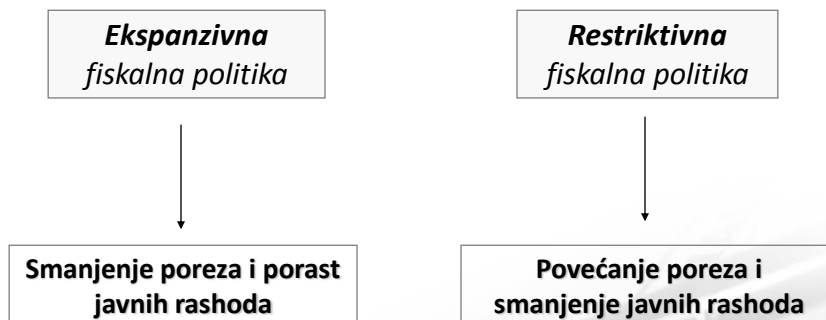 Ekspanzivna
fiskalna politika
Restriktivna
fiskalna politika
Smanjenje poreza i porast
javnih rashoda
Povećanje poreza i
smanjenje javnih rashoda